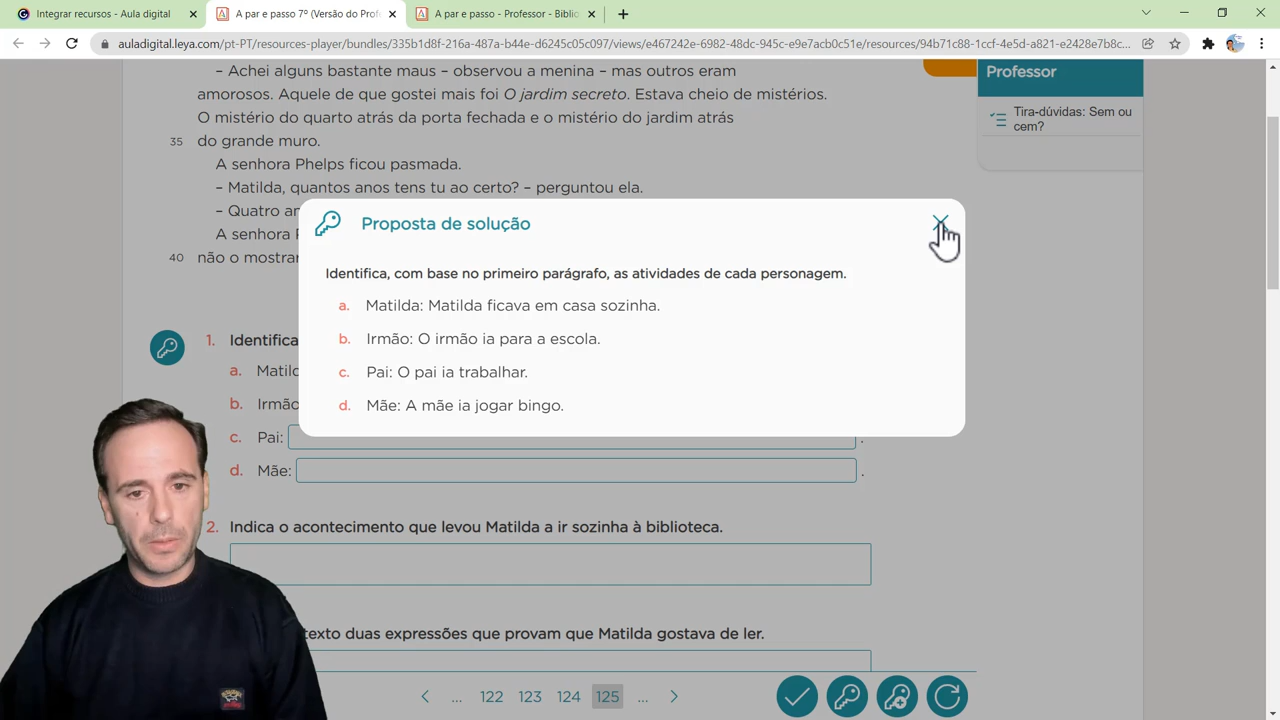 Integrar recursos - Aula digital
A par e passo 7º (Versão do Prof
A par e passo - Professor - Biblio
auladigital.leya.com/pt-PT/resources-player/bundles/335b1d8f-216a-487a-b44e-b6245c05c097/views/e467242e-6982-48dc-945c-e9e7acb0c51e/resources/94b71c88-1ccf-4e5d-a821-e2428e7b8c...
– Achei alguns bastante maus – observou a menina – mas outros eram
amorosos. Aquele de que gostei mais foi O jardim secreto. Estava cheio de mistérios.
O mistério do quarto atrás da porta fechada e o mistério do jardim atrás
35 do grande muro.
A senhora Phelps ficou pasmada.
– Matilda, quantos anos tens tu ao certo? – perguntou ela.
– Quatro an
A senhora P
40 não o mostrar
Professor
Tira-dúvidas: Sem ou
cem?
Proposta de solução
Identifica, com base no primeiro parágrafo, as atividades de cada personagem.
a. Matilda: Matilda ficava em casa sozinha.
b. Irmão: O irmão ia para a escola.
c. Pai: O pai ia trabalhar.
d. Mãe: A mãe ia jogar bingo.
1. Identifica
a. Matild
b. Irmão
c. Pai: .
d. Mãe: .
2. Indica o acontecimento que levou Matilda a ir sozinha à biblioteca.
texto duas expressões que provam que Matilda gostava de ler.
... 122 123 124 125 ...